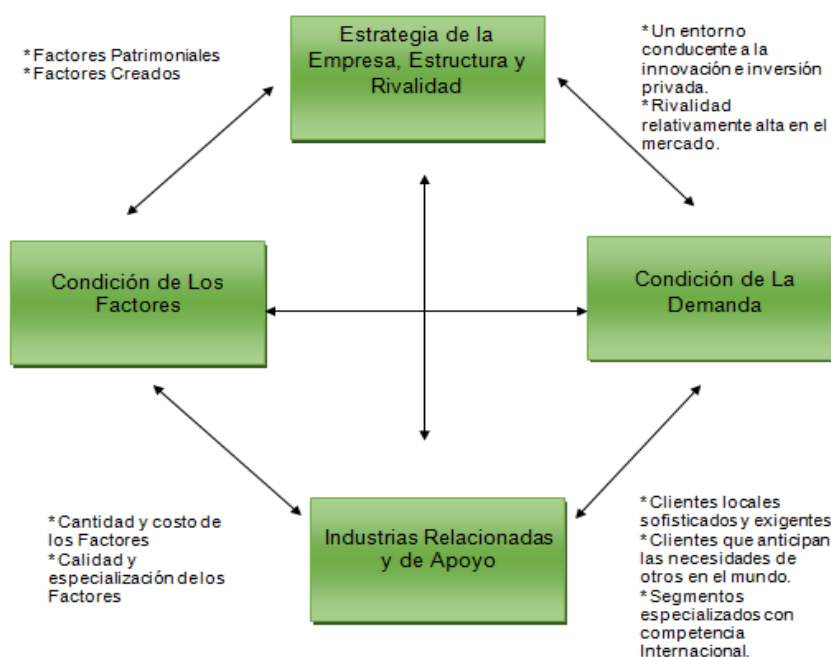 Estrategia de la
Empresa, Estructura y
Rivalidad
* Factores Patrimoniales
* Factores Creados
* Un entorno
conducente a la
innovación e inversión
privada.
* Rivalidad
relativamente alta en el
mercado.
Condición de Los
Factores
Condición de La
Demanda
* Cantidad y costo de
los Factores
* Calidad y
especialización de los
Factores
Industrias Relacionadas
y de Apoyo
* Clientes locales
sofisticados y exigentes
* Clientes que anticipan
las necesidades de
otros en el mundo.
* Segmentos
especializados con
competencia
Internacional.